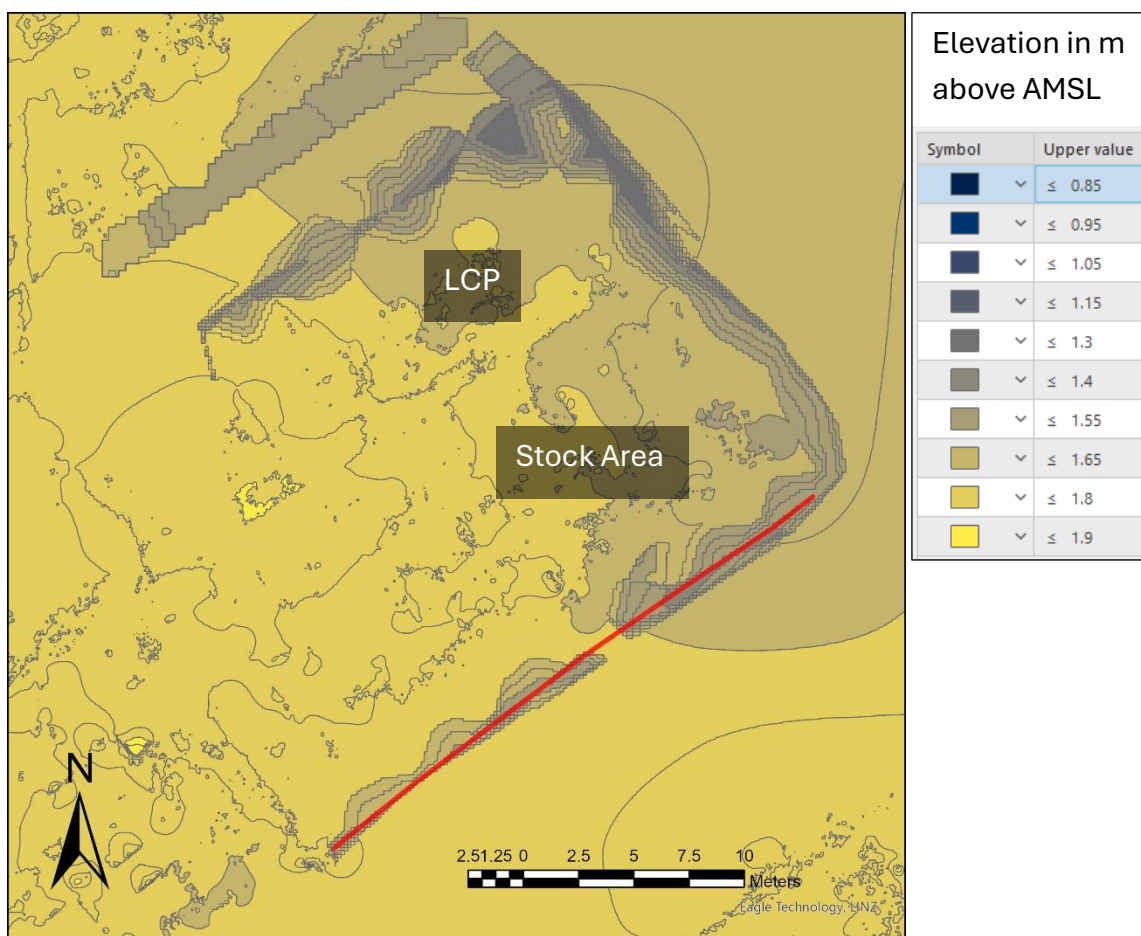 LCP
Stock Area
N
2.51.25 0 2.5 5 7.5 10
Meters
Eagle Technology, LINZ
Elevation in m
above AMSL
Symbol Upper value
≤ 0.85
≤ 0.95
≤ 1.05
≤ 1.15
≤ 1.3
≤ 1.4
≤ 1.55
≤ 1.65
≤ 1.8
≤ 1.9